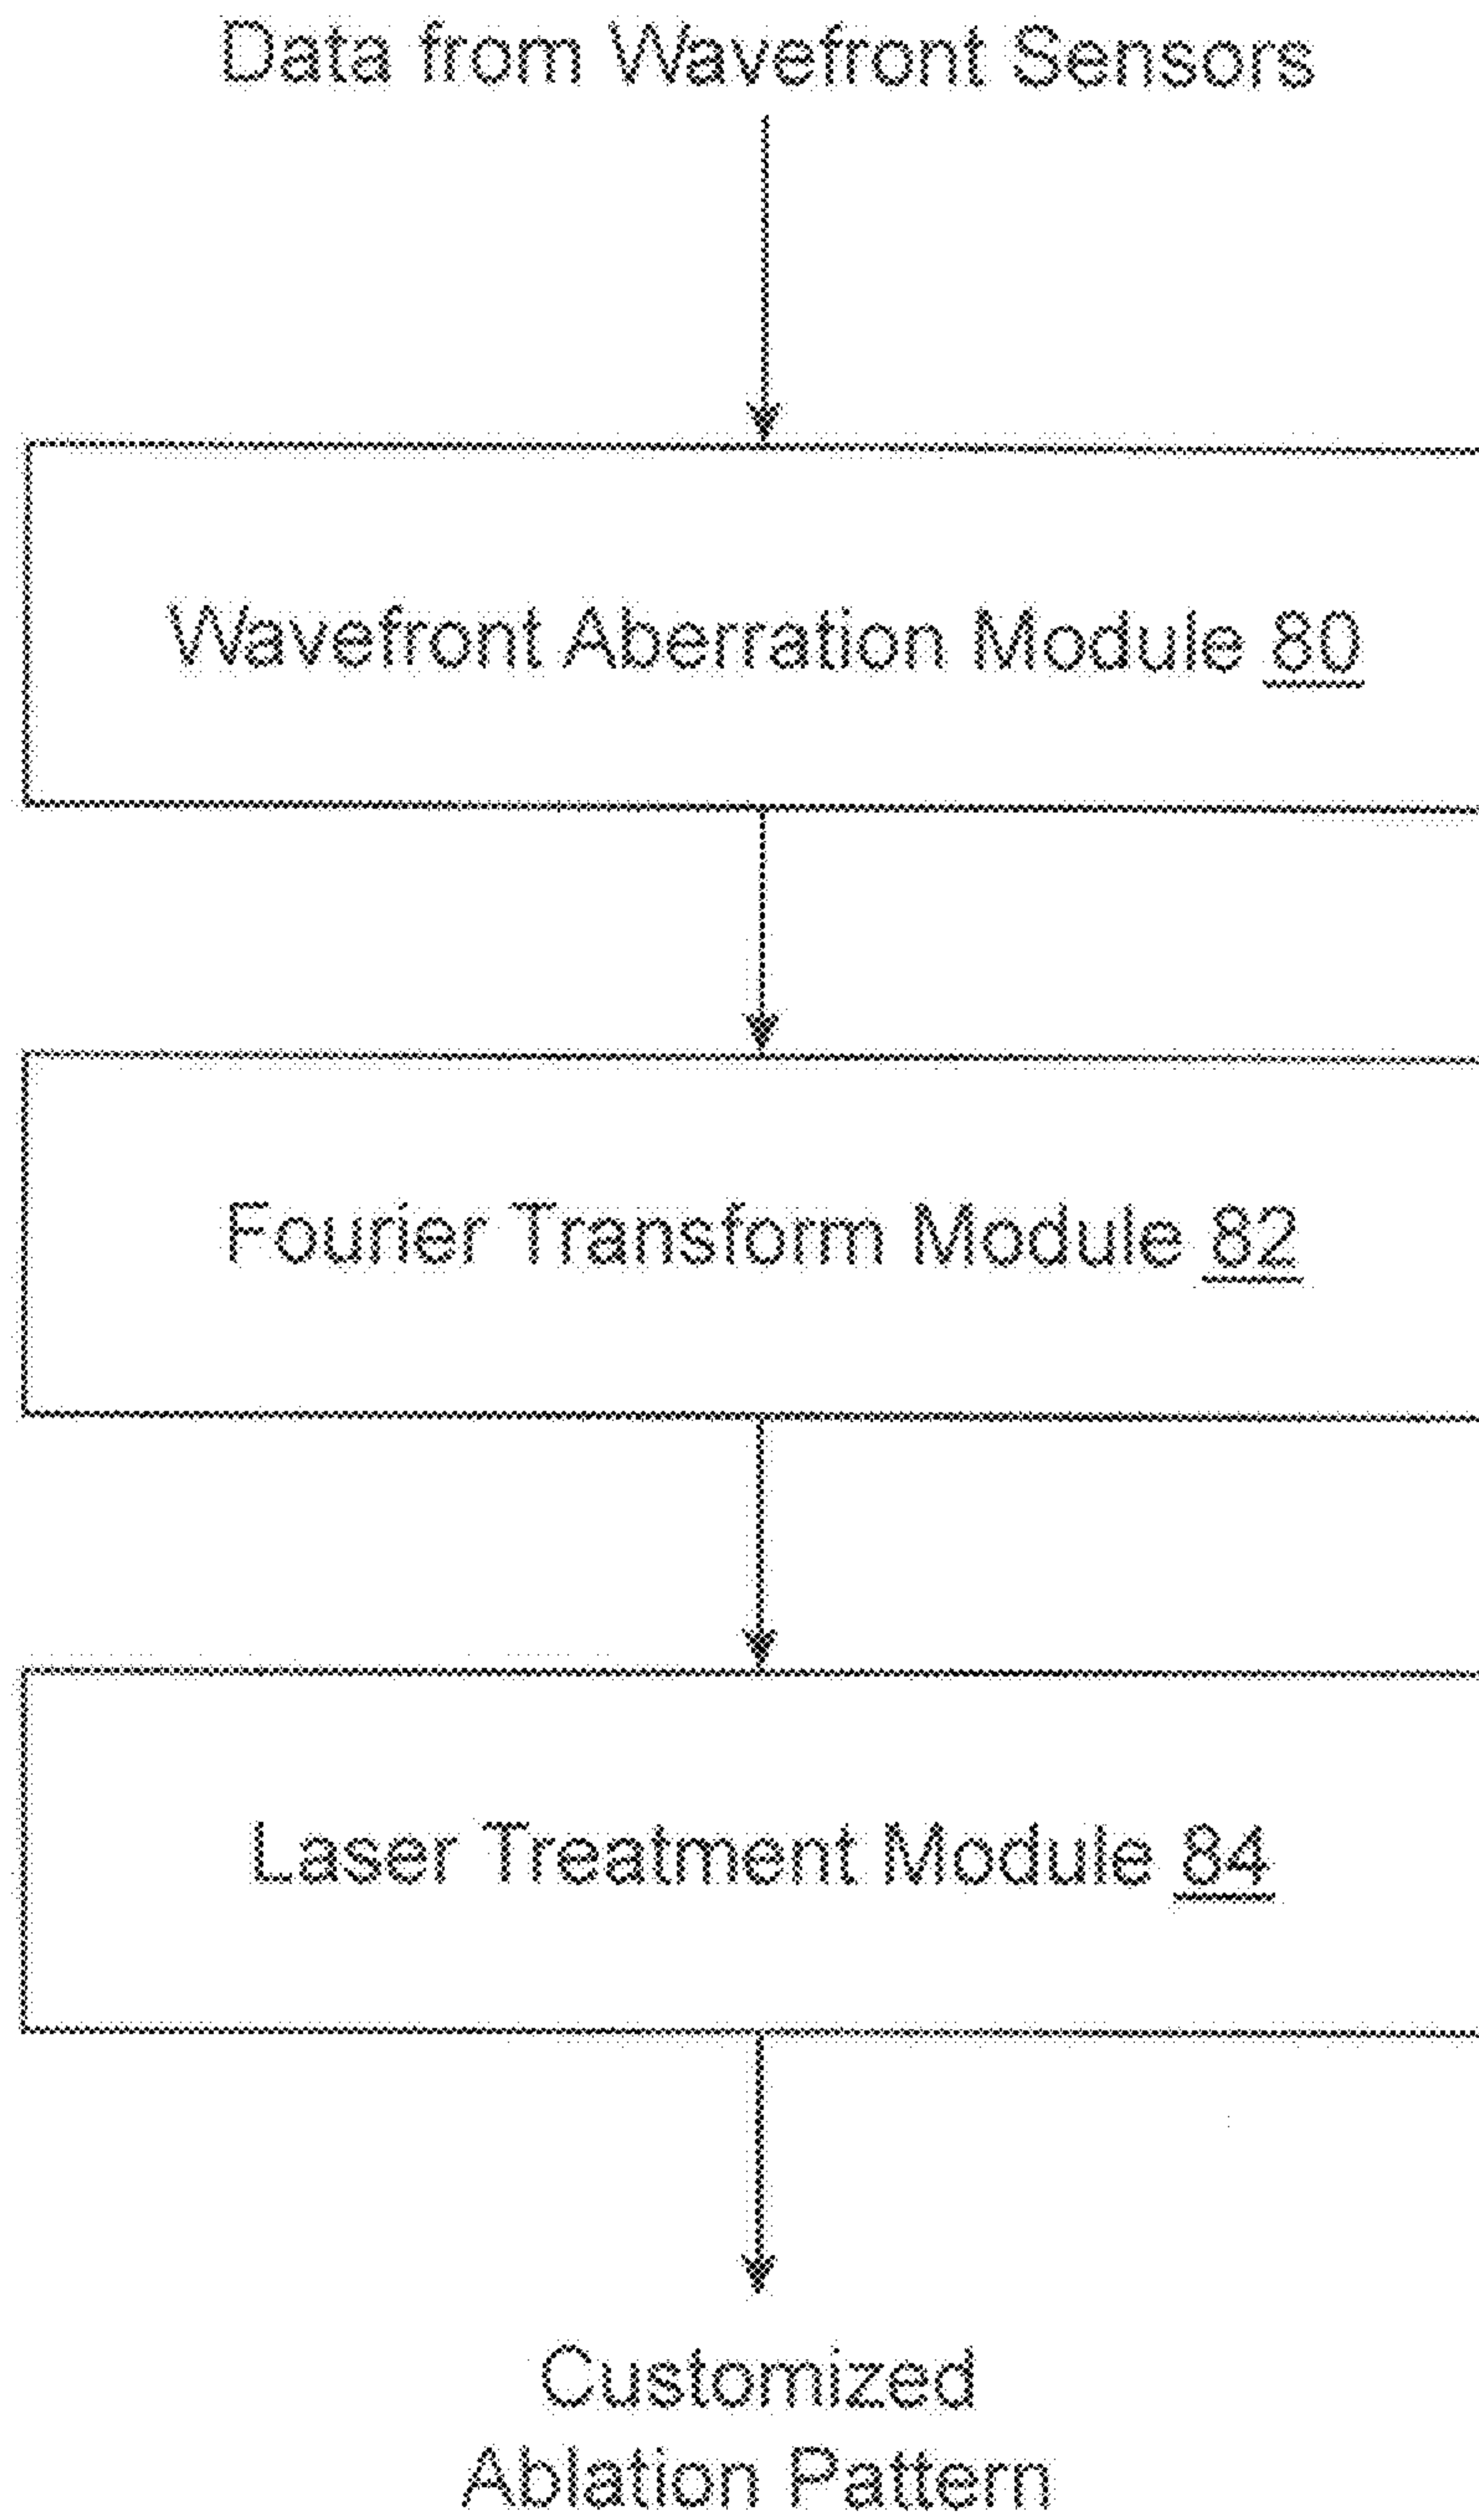 Data from Wavefront Sensors
Wavefront Aberration Module 80
Fourier Transform Module 82
Laser Treatment Module 84
Customized
Ablation Pattern